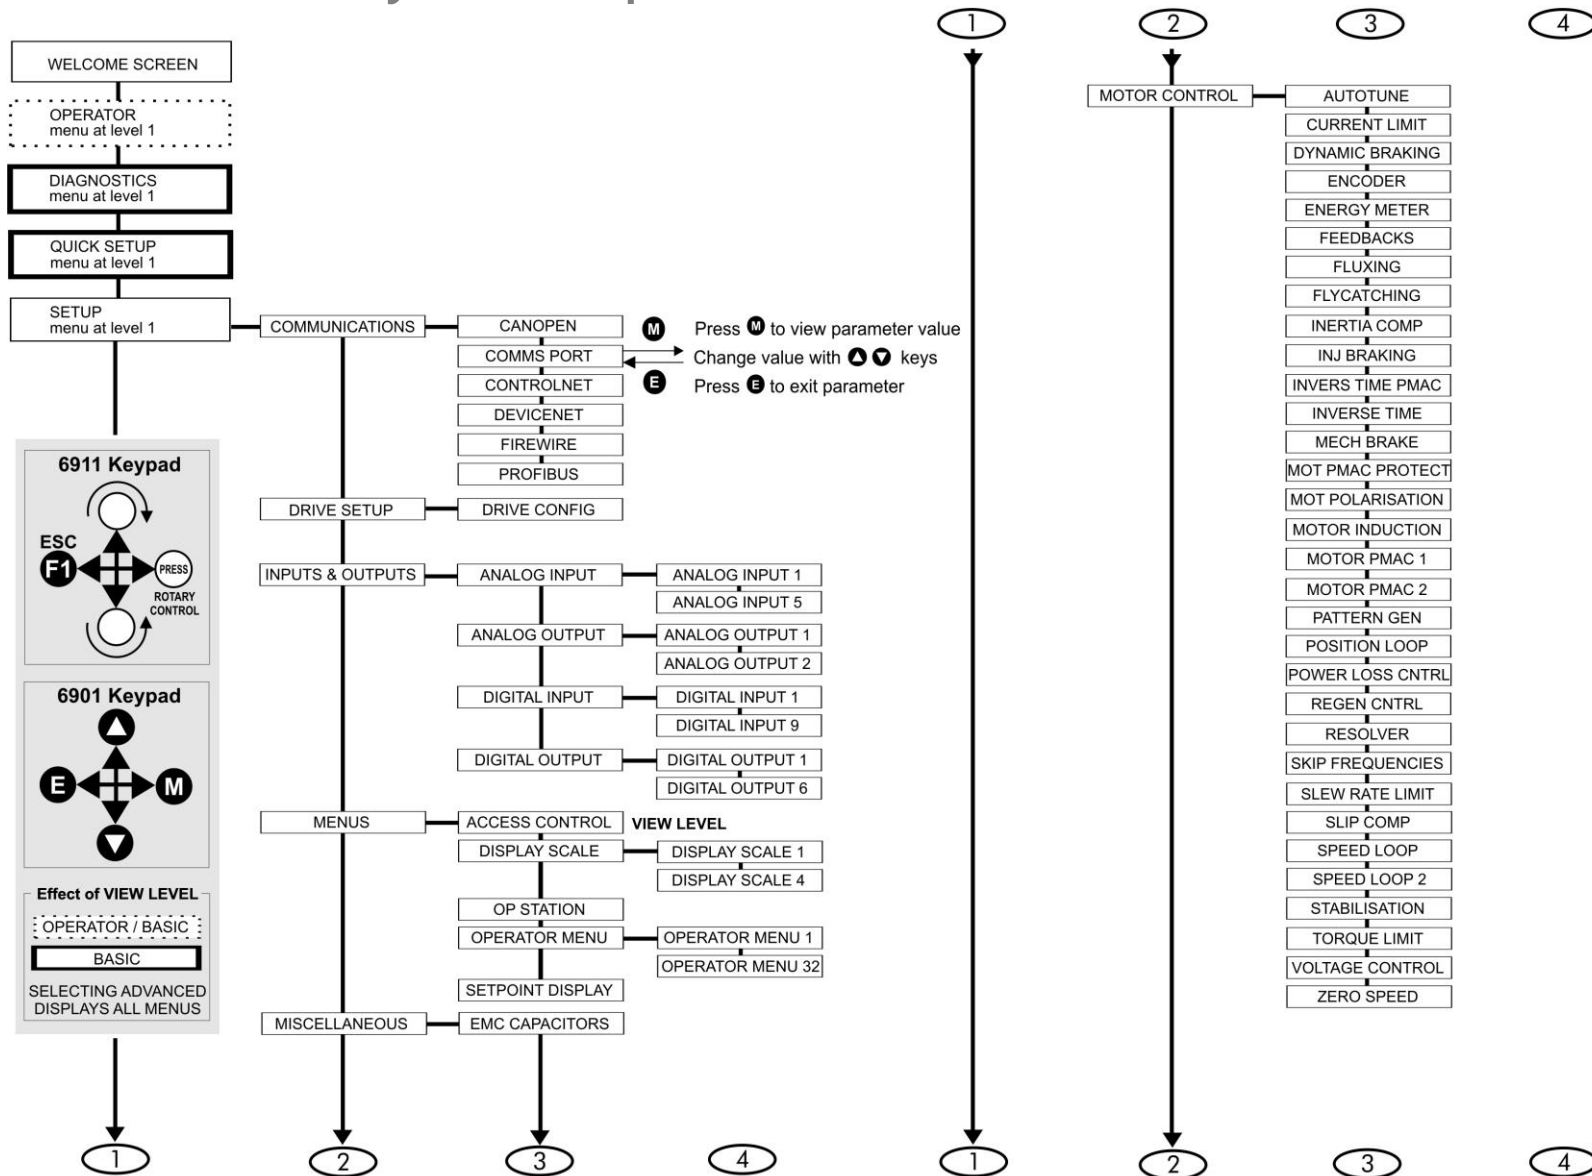 1
2
3
4
WELCOME SCREEN
OPERATOR
menu at level 1
DIAGNOSTICS
menu at level 1
QUICK SETUP
menu at level 1
SETUP
menu at level 1
COMMUNICATIONS
CANOPEN
COMMS PORT
CONTROLNET
DEVICENET
FIREWIRE
PROFIBUS
M Press M to view parameter value
Change value with keys
E Press E to exit parameter
DRIVE SETUP
DRIVE CONFIG
INPUTS & OUTPUTS
ANALOG INPUT
ANALOG INPUT 1
ANALOG INPUT 5
ANALOG OUTPUT
ANALOG OUTPUT 1
ANALOG OUTPUT 2
DIGITAL INPUT
DIGITAL INPUT 1
DIGITAL INPUT 9
DIGITAL OUTPUT
DIGITAL OUTPUT 1
DIGITAL OUTPUT 6
MENUS
ACCESS CONTROL
VIEW LEVEL
DISPLAY SCALE
DISPLAY SCALE 1
DISPLAY SCALE 4
OP STATION
OPERATOR MENU
OPERATOR MENU 1
OPERATOR MENU 32
SETPOINT DISPLAY
MISCELLANEOUS
EMC CAPACITORS
6911 Keypad
ESC
F1
PRESS
ROTARY
CONTROL
6901 Keypad
E
M
Effect of VIEW LEVEL
OPERATOR / BASIC
BASIC
SELECTING ADVANCED
DISPLAYS ALL MENUS
MOTOR CONTROL
AUTOTUNE
CURRENT LIMIT
DYNAMIC BRAKING
ENCODER
ENERGY METER
FEEDBACKS
FLUXING
FLYCATCHING
INERTIA COMP
INJ BRAKING
INVERS TIME PMAC
INVERSE TIME
MECH BRAKE
MOT PMAC PROTECT
MOT POLARISATION
MOTOR INDUCTION
MOTOR PMAC 1
MOTOR PMAC 2
PATTERN GEN
POSITION LOOP
POWER LOSS CNTRL
REGEN CNTRL
RESOLVER
SKIP FREQUENCIES
SLEW RATE LIMIT
SLIP COMP
SPEED LOOP
SPEED LOOP 2
STABILISATION
TORQUE LIMIT
VOLTAGE CONTROL
ZERO SPEED
1
2
3
4
1
2
3
4